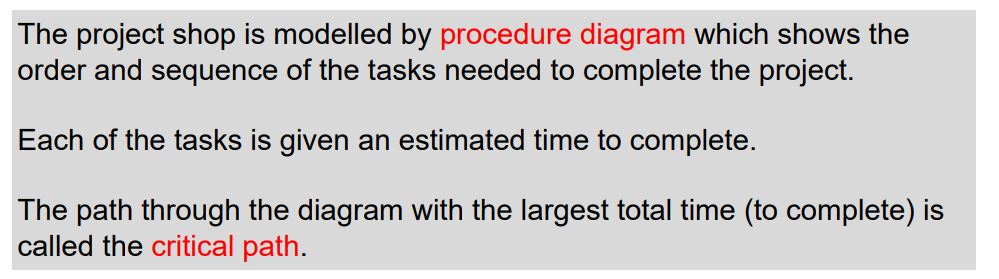 The project shop is modelled by procedure diagram which shows the
order and sequence of the tasks needed to complete the project.
Each of the tasks is given an estimated time to complete.
The path through the diagram with the largest total time (to complete) is
called the critical path.